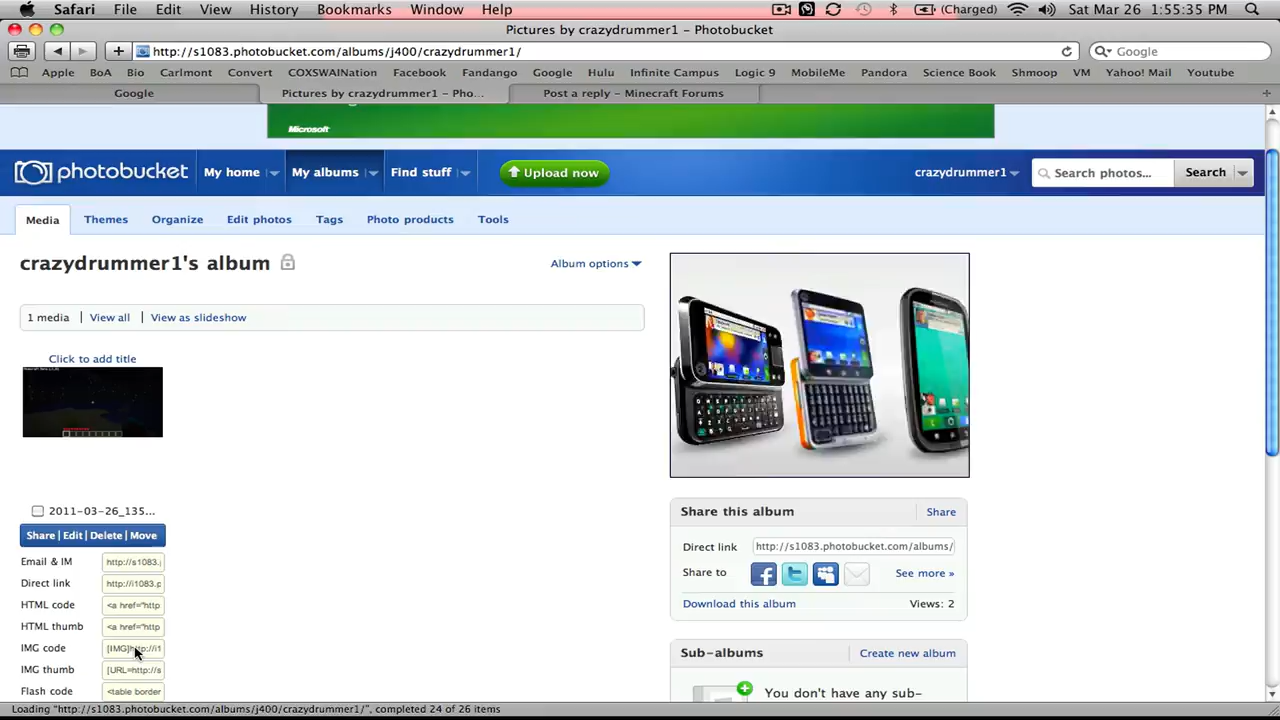 Safari File Edit View History Bookmarks Window Help (Charged) Sat Mar 26 1:55:35 PM
Pictures by crazydrummer1 – Photobucket
http://s1083.photobucket.com/albums/j400/crazydrummer1/ Google
Apple BoA Bio Carlmont Convert COXSWAINation Facebook Fandango Google Hulu Infinite Campus Logic 9 MobileMe Pandora Science Book Shmoop VM Yahoo! Mail Youtube
Google Pictures by crazydrummer1 – Pho... Post a reply – Minecraft Forums
Microsoft
photobucket My home My albums Find stuff Upload now crazydrummer1 Search photos... Search
Media Themes Organize Edit photos Tags Photo products Tools
crazydrummer1's album Album options
1 media View all View as slideshow
Click to add title
2011-03-26_135...
Share Edit Delete Move
Email & IM http://s1083.
Direct link http://i1083.p
HTML code <a href="http
HTML thumb <a href="http
IMG code [IMG]http://i1
IMG thumb [URL=http://s
Flash code <table border
Share this album Share
Direct link http://s1083.photobucket.com/albums/
Share to See more »
Download this album Views: 2
Sub-albums Create new album
You don't have any sub-
Loading "http://s1083.photobucket.com/albums/j400/crazydrummer1/", completed 24 of 26 items